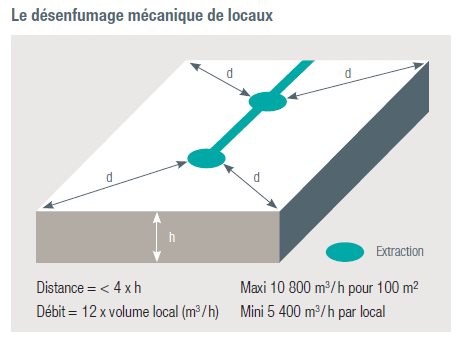 Le désenfumage mécanique de locaux
d
d
d
d
h
Extraction
Distance = < 4 x h
Maxi 10 800 m³/h pour 100 m²
Débit = 12 x volume local (m³/h)
Mini 5 400 m³/h par local